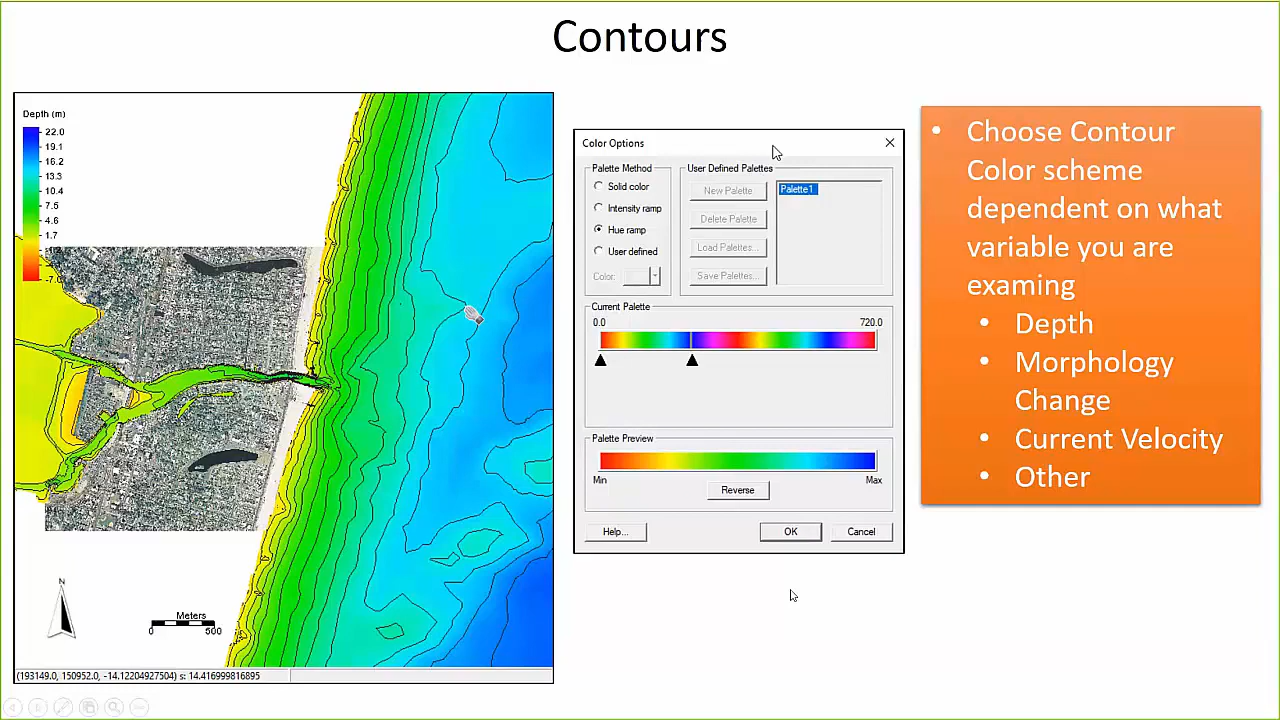 Contours
Depth (m)
22.0
19.1
16.2
13.3
10.4
7.6
4.6
1.7
N
Meters
0
500
(193149.0, 150952.0, -14.12204927504) s: 14.416999816895
Color Options
Palette Method
Solid color
Intensity ramp
Hue ramp
User defined
Color:
User Defined Palettes
New Palette
Delete Palette
Load Palettes...
Save Palettes...
Palette1
Current Palette
0.0
720.0
Palette Preview
Min
Max
Reverse
Help...
OK
Cancel
• Choose Contour
Color scheme
dependent on what
variable you are
examing
• Depth
• Morphology
Change
• Current Velocity
• Other